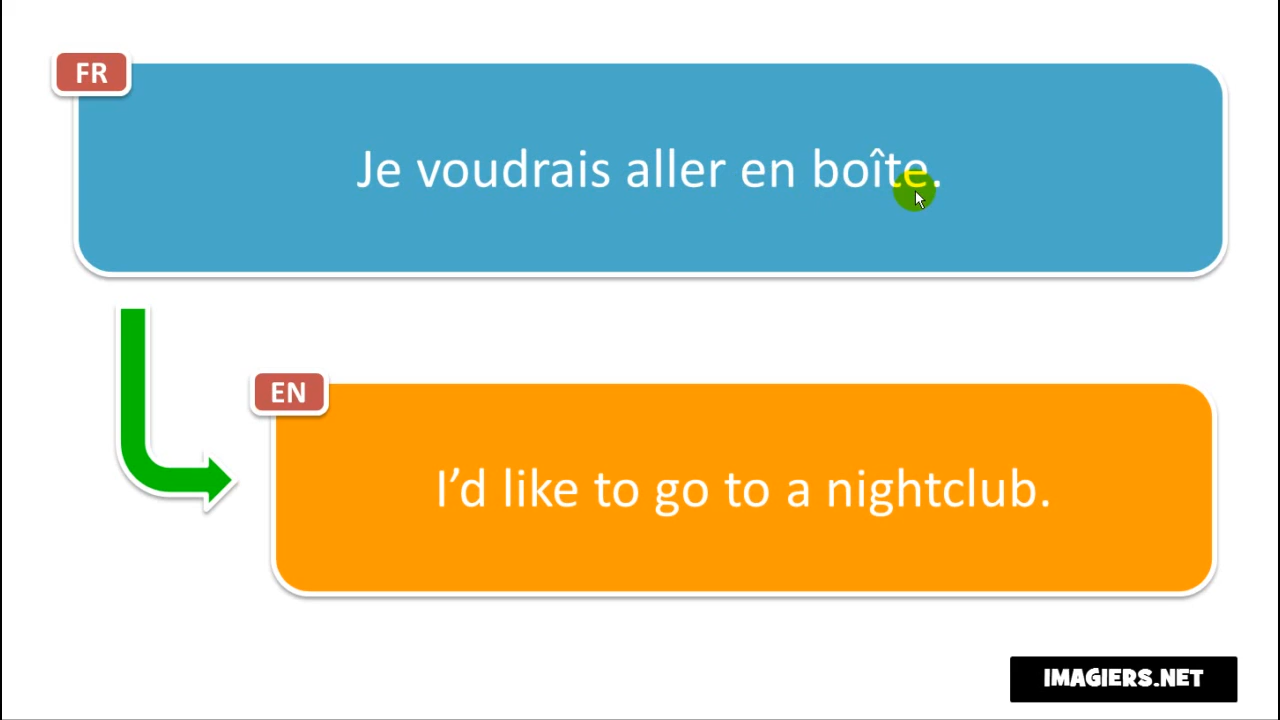 FR
Je voudrais aller en boîte.
EN
I’d like to go to a nightclub.
IMAGIERS.NET